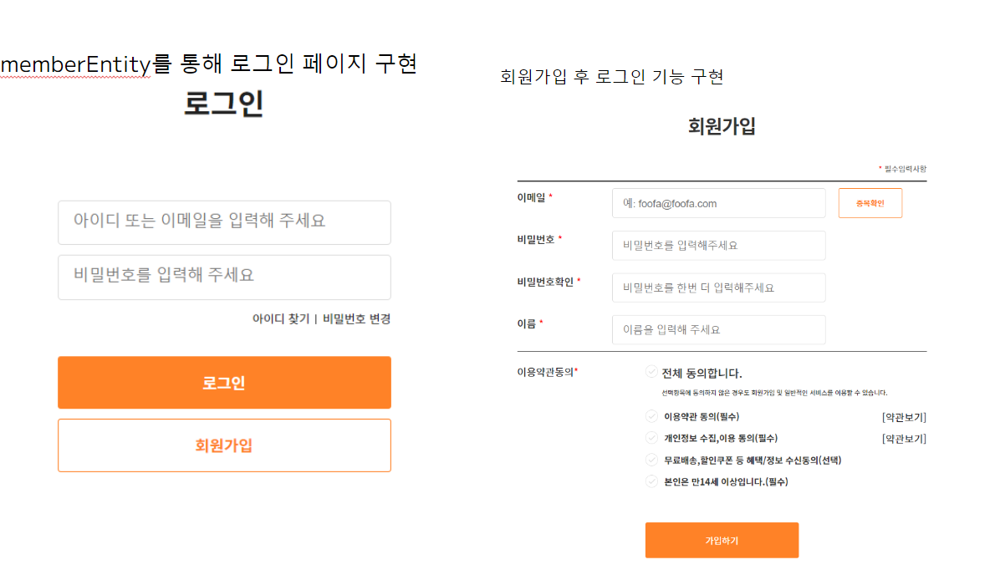 memberEntity를 통해 로그인 페이지 구현
로그인
아이디 또는 이메일을 입력해 주세요
비밀번호를 입력해 주세요
아이디 찾기 | 비밀번호 변경
로그인
회원가입
회원가입 후 로그인 기능 구현
회원가입
* 필수입력사항
이메일 * 예: foofa@foofa.com 중복확인
비밀번호 * 비밀번호를 입력해주세요
비밀번호확인 * 비밀번호를 한번 더 입력해주세요
이름 * 이름을 입력해 주세요
이용약관동의* 전체 동의합니다.
선택항목에 동의하지 않은 경우도 회원가입 및 일반적인 서비스를 이용할 수 있습니다.
이용약관 동의(필수) [약관보기]
개인정보 수집,이용 동의(필수) [약관보기]
무료배송,할인쿠폰 등 혜택/정보 수신동의(선택)
본인은 만14세 이상입니다.(필수)
가입하기